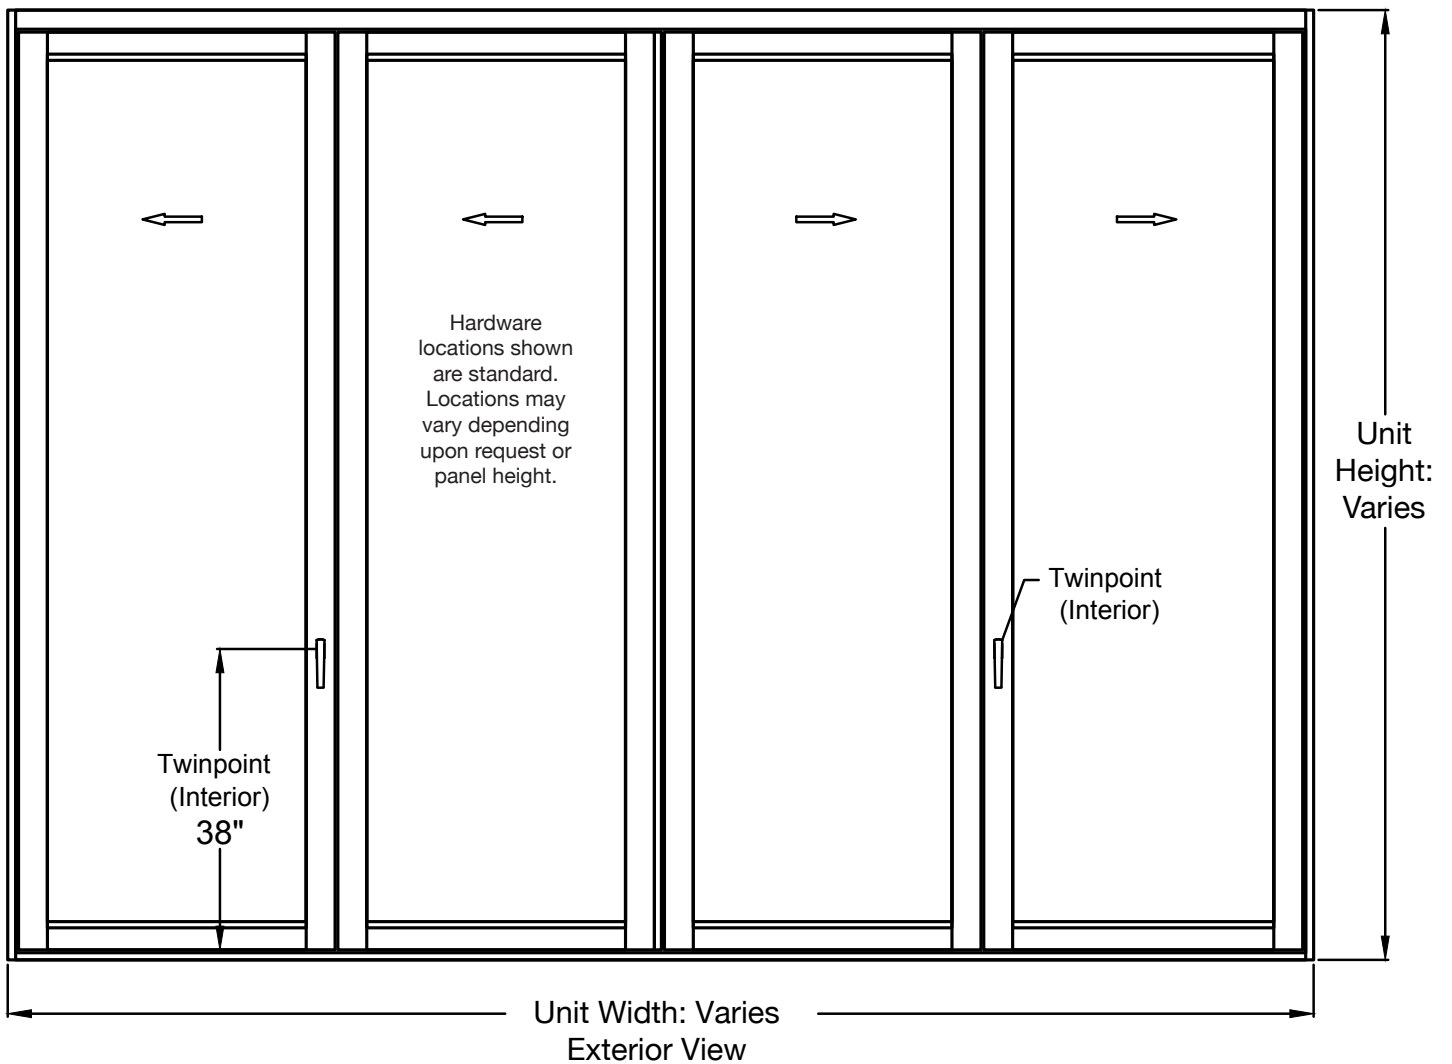 Hardware
locations shown
are standard.
Locations may
vary depending
upon request or
panel height.
Unit
Height:
Varies
Twinpoint
(Interior)
Twinpoint
(Interior)
38"
Unit Width: Varies
Exterior View